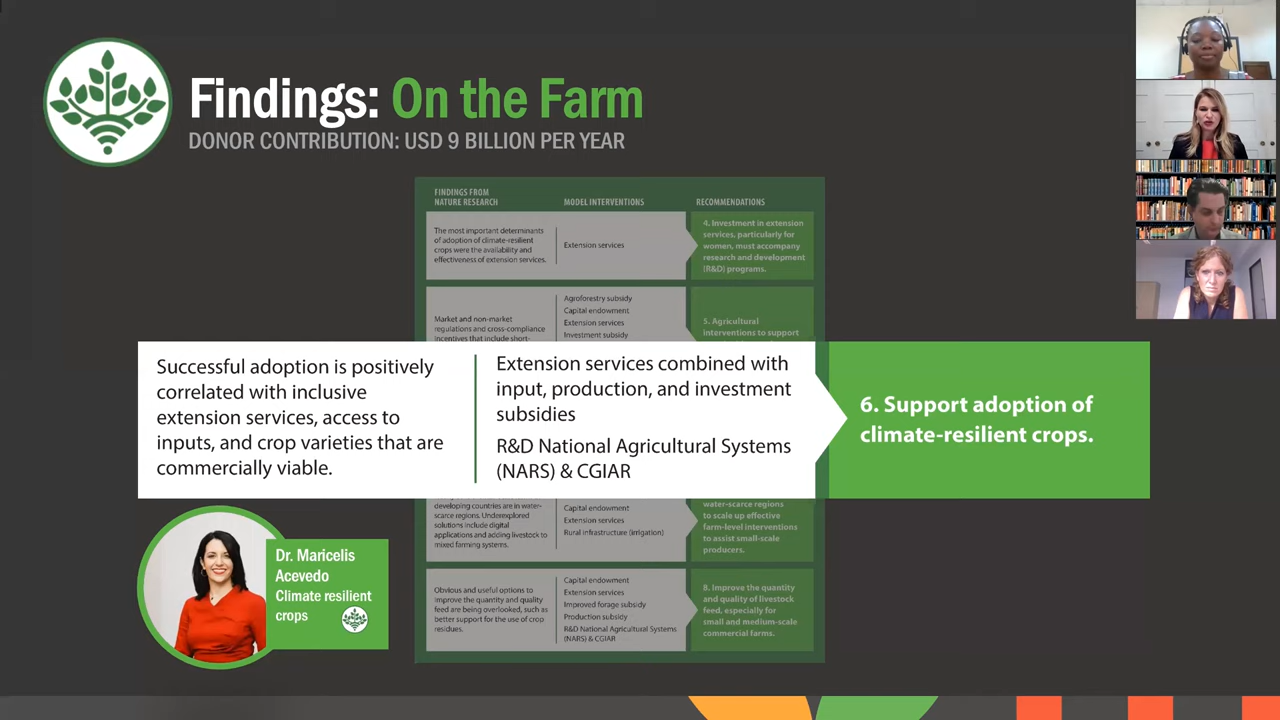 Findings: On the Farm
DONOR CONTRIBUTION: USD 9 BILLION PER YEAR
FINDINGS FROM
NATURE RESEARCH
MODEL INTERVENTIONS
RECOMMENDATIONS
The most important determinants
of adoption of climate-resilient
crops were the availability and
effectiveness of extension services.
Extension services
4. Investment in extension
services, particularly for
women, must accompany
research and development
(R&D) programs.
Market and non-market
regulations and cross-compliance
incentives that include short-
Agroforestry subsidy
Capital endowment
Extension services
Investment subsidy
5. Agricultural
interventions to support
Successful adoption is positively
correlated with inclusive
extension services, access to
inputs, and crop varieties that are
commercially viable.
Extension services combined with
input, production, and investment
subsidies
R&D National Agricultural Systems
(NARS) & CGIAR
6. Support adoption of
climate-resilient crops.
developing countries are in water-
scarce regions. Underexplored
solutions include digital
applications and adding livestock to
mixed farming systems.
Capital endowment
Extension services
Rural infrastructure (irrigation)
water-scarce regions
to scale up effective
farm-level interventions
to assist small-scale
producers.
Obvious and useful options to
improve the quantity and quality
feed are being overlooked, such as
better support for the use of crop
residues.
Capital endowment
Extension services
Improved forage subsidy
Production subsidy
R&D National Agricultural Systems
(NARS) & CGIAR
8. Improve the quantity
and quality of livestock
feed, especially for
small and medium-scale
commercial farms.
Dr. Maricelis
Acevedo
Climate resilient
crops